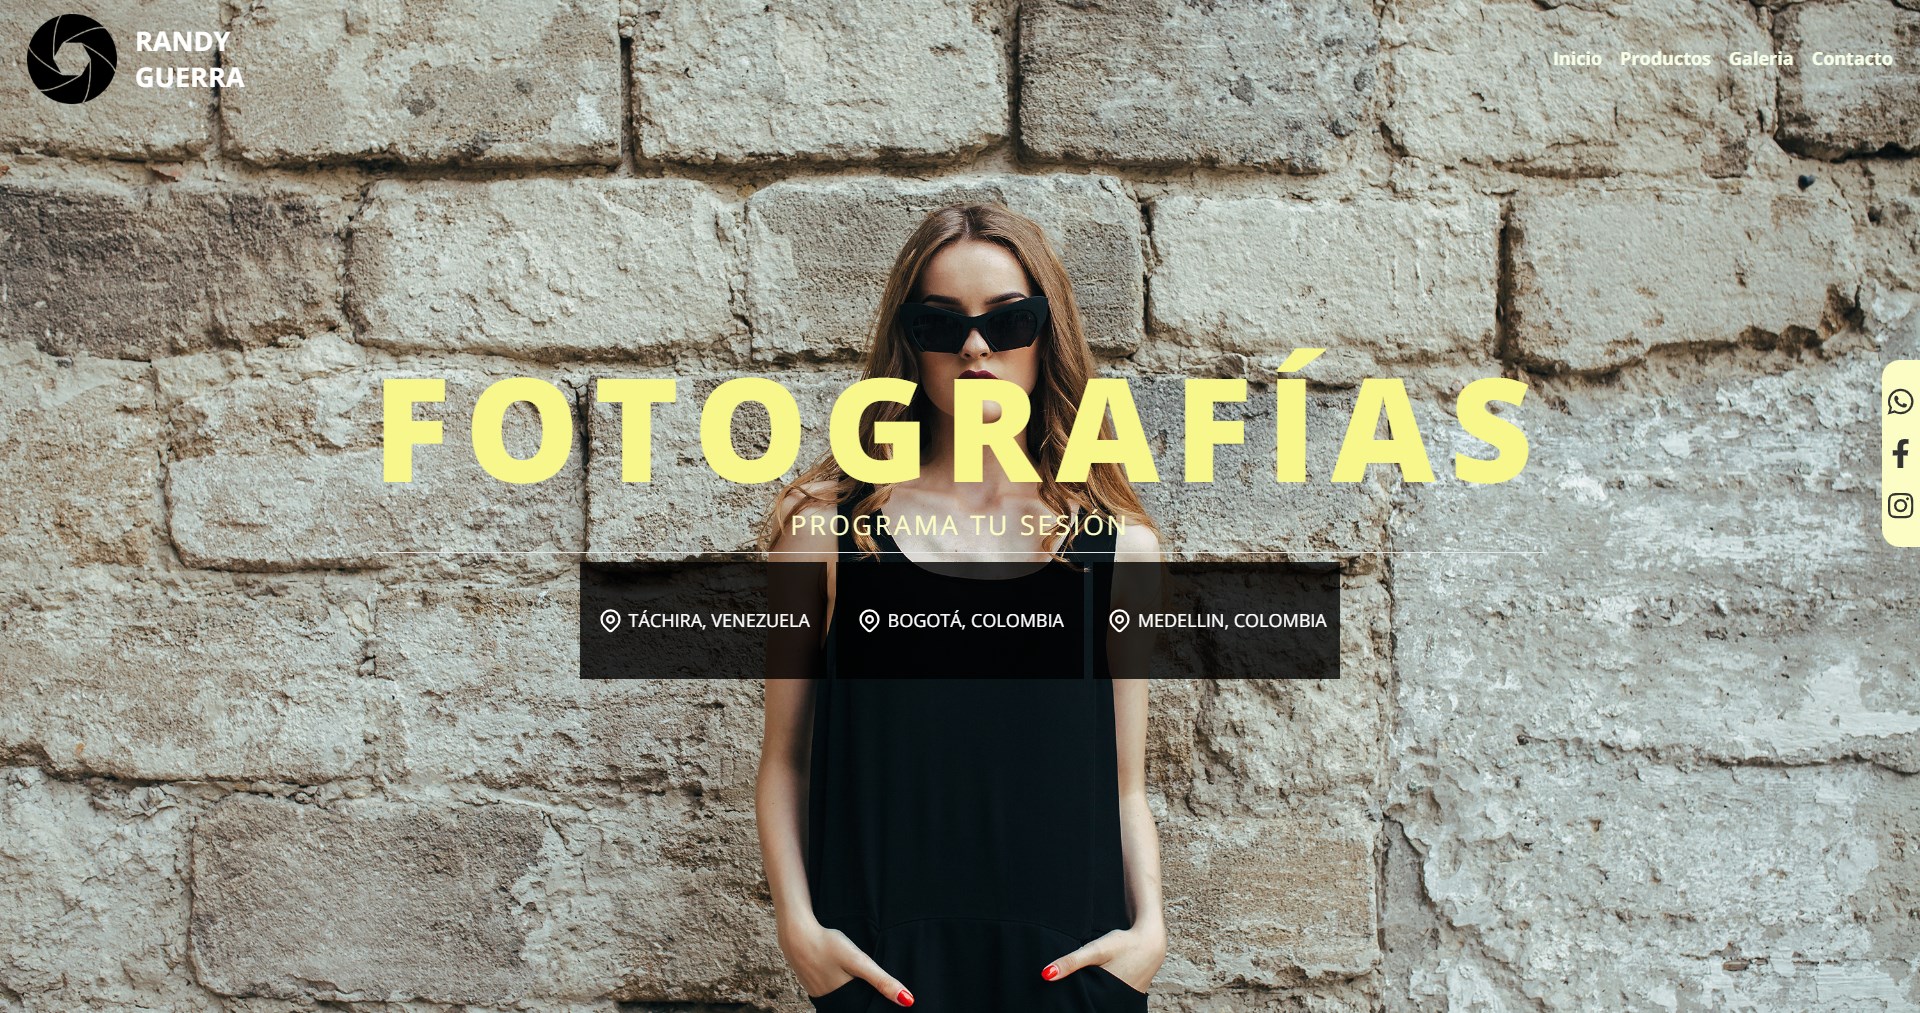 RANDY
GUERRA
Inicio Productos Galeria Contacto
FOTOGRAFÍAS
PROGRAMA TU SESIÓN
TÁCHIRA, VENEZUELA
BOGOTÁ, COLOMBIA
MEDELLIN, COLOMBIA